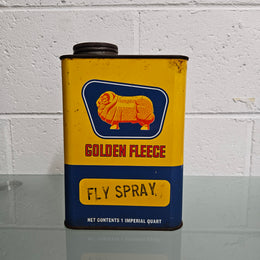 GOLDEN FLEECE
FLY SPRAY.
NET CONTENTS 1 IMPERIAL QUART